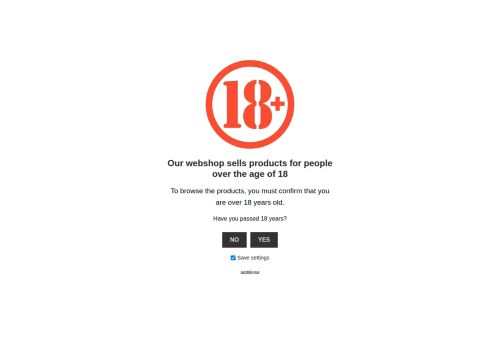 18+
Our webshop sells products for people
over the age of 18
To browse the products, you must confirm that you
are over 18 years old.
Have you passed 18 years?
NO YES
Save settings
additional